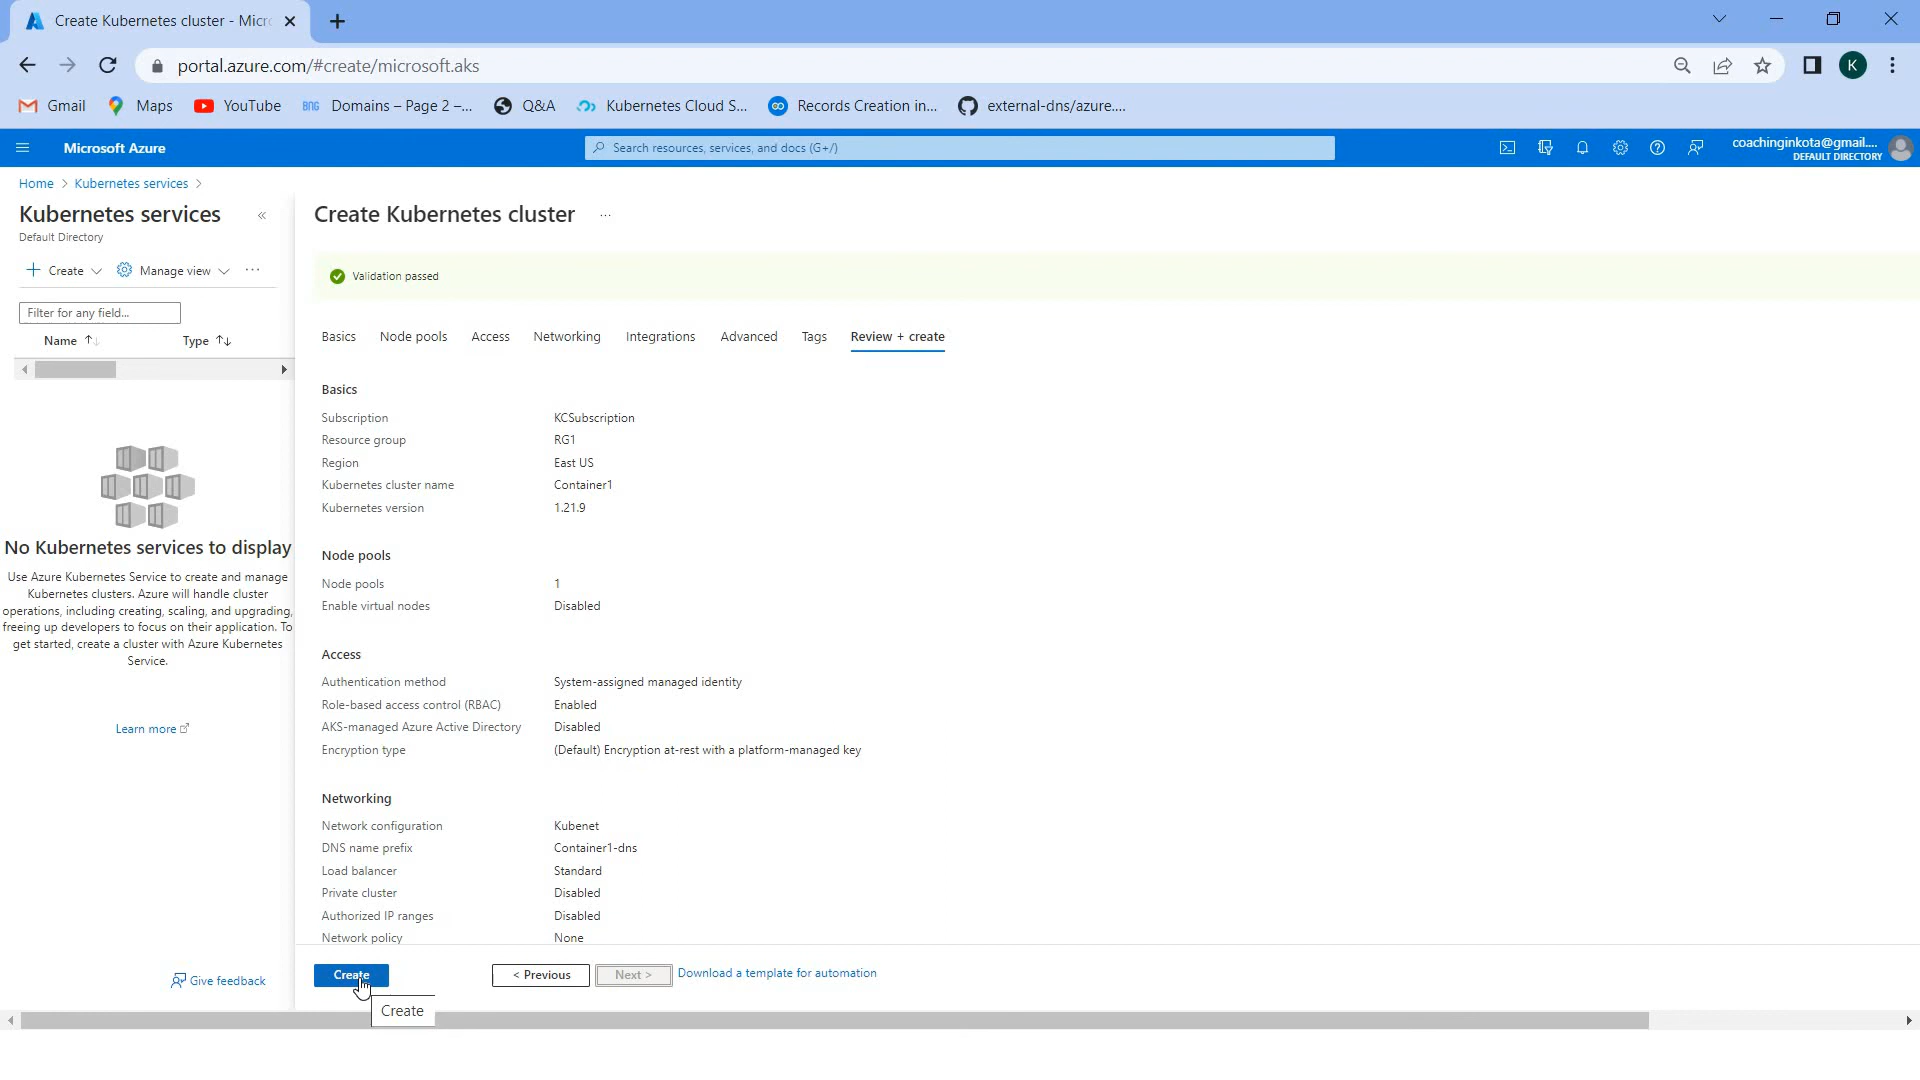 Create Kubernetes cluster - Micr
portal.azure.com/#create/microsoft.aks
K
Gmail
Maps
YouTube
BNG Domains – Page 2 –...
Q&A
Kubernetes Cloud S...
Records Creation in...
external-dns/azure....
Microsoft Azure
Search resources, services, and docs (G+/)
coachinginkota@gmail....
DEFAULT DIRECTORY
Home > Kubernetes services >
Kubernetes services
«
Default Directory
+ Create
Manage view
...
Filter for any field...
Name ↑↓
Type ↑↓
No Kubernetes services to display
Use Azure Kubernetes Service to create and manage
Kubernetes clusters. Azure will handle cluster
operations, including creating, scaling, and upgrading,
freeing up developers to focus on their application. To
get started, create a cluster with Azure Kubernetes
Service.
Learn more
Give feedback
Create Kubernetes cluster ...
Validation passed
Basics Node pools Access Networking Integrations Advanced Tags Review + create
Basics
Subscription KCSubscription
Resource group RG1
Region East US
Kubernetes cluster name Container1
Kubernetes version 1.21.9
Node pools
Node pools 1
Enable virtual nodes Disabled
Access
Authentication method System-assigned managed identity
Role-based access control (RBAC) Enabled
AKS-managed Azure Active Directory Disabled
Encryption type (Default) Encryption at-rest with a platform-managed key
Networking
Network configuration Kubenet
DNS name prefix Container1-dns
Load balancer Standard
Private cluster Disabled
Authorized IP ranges Disabled
Network policy None
Create
< Previous
Next >
Download a template for automation
Create